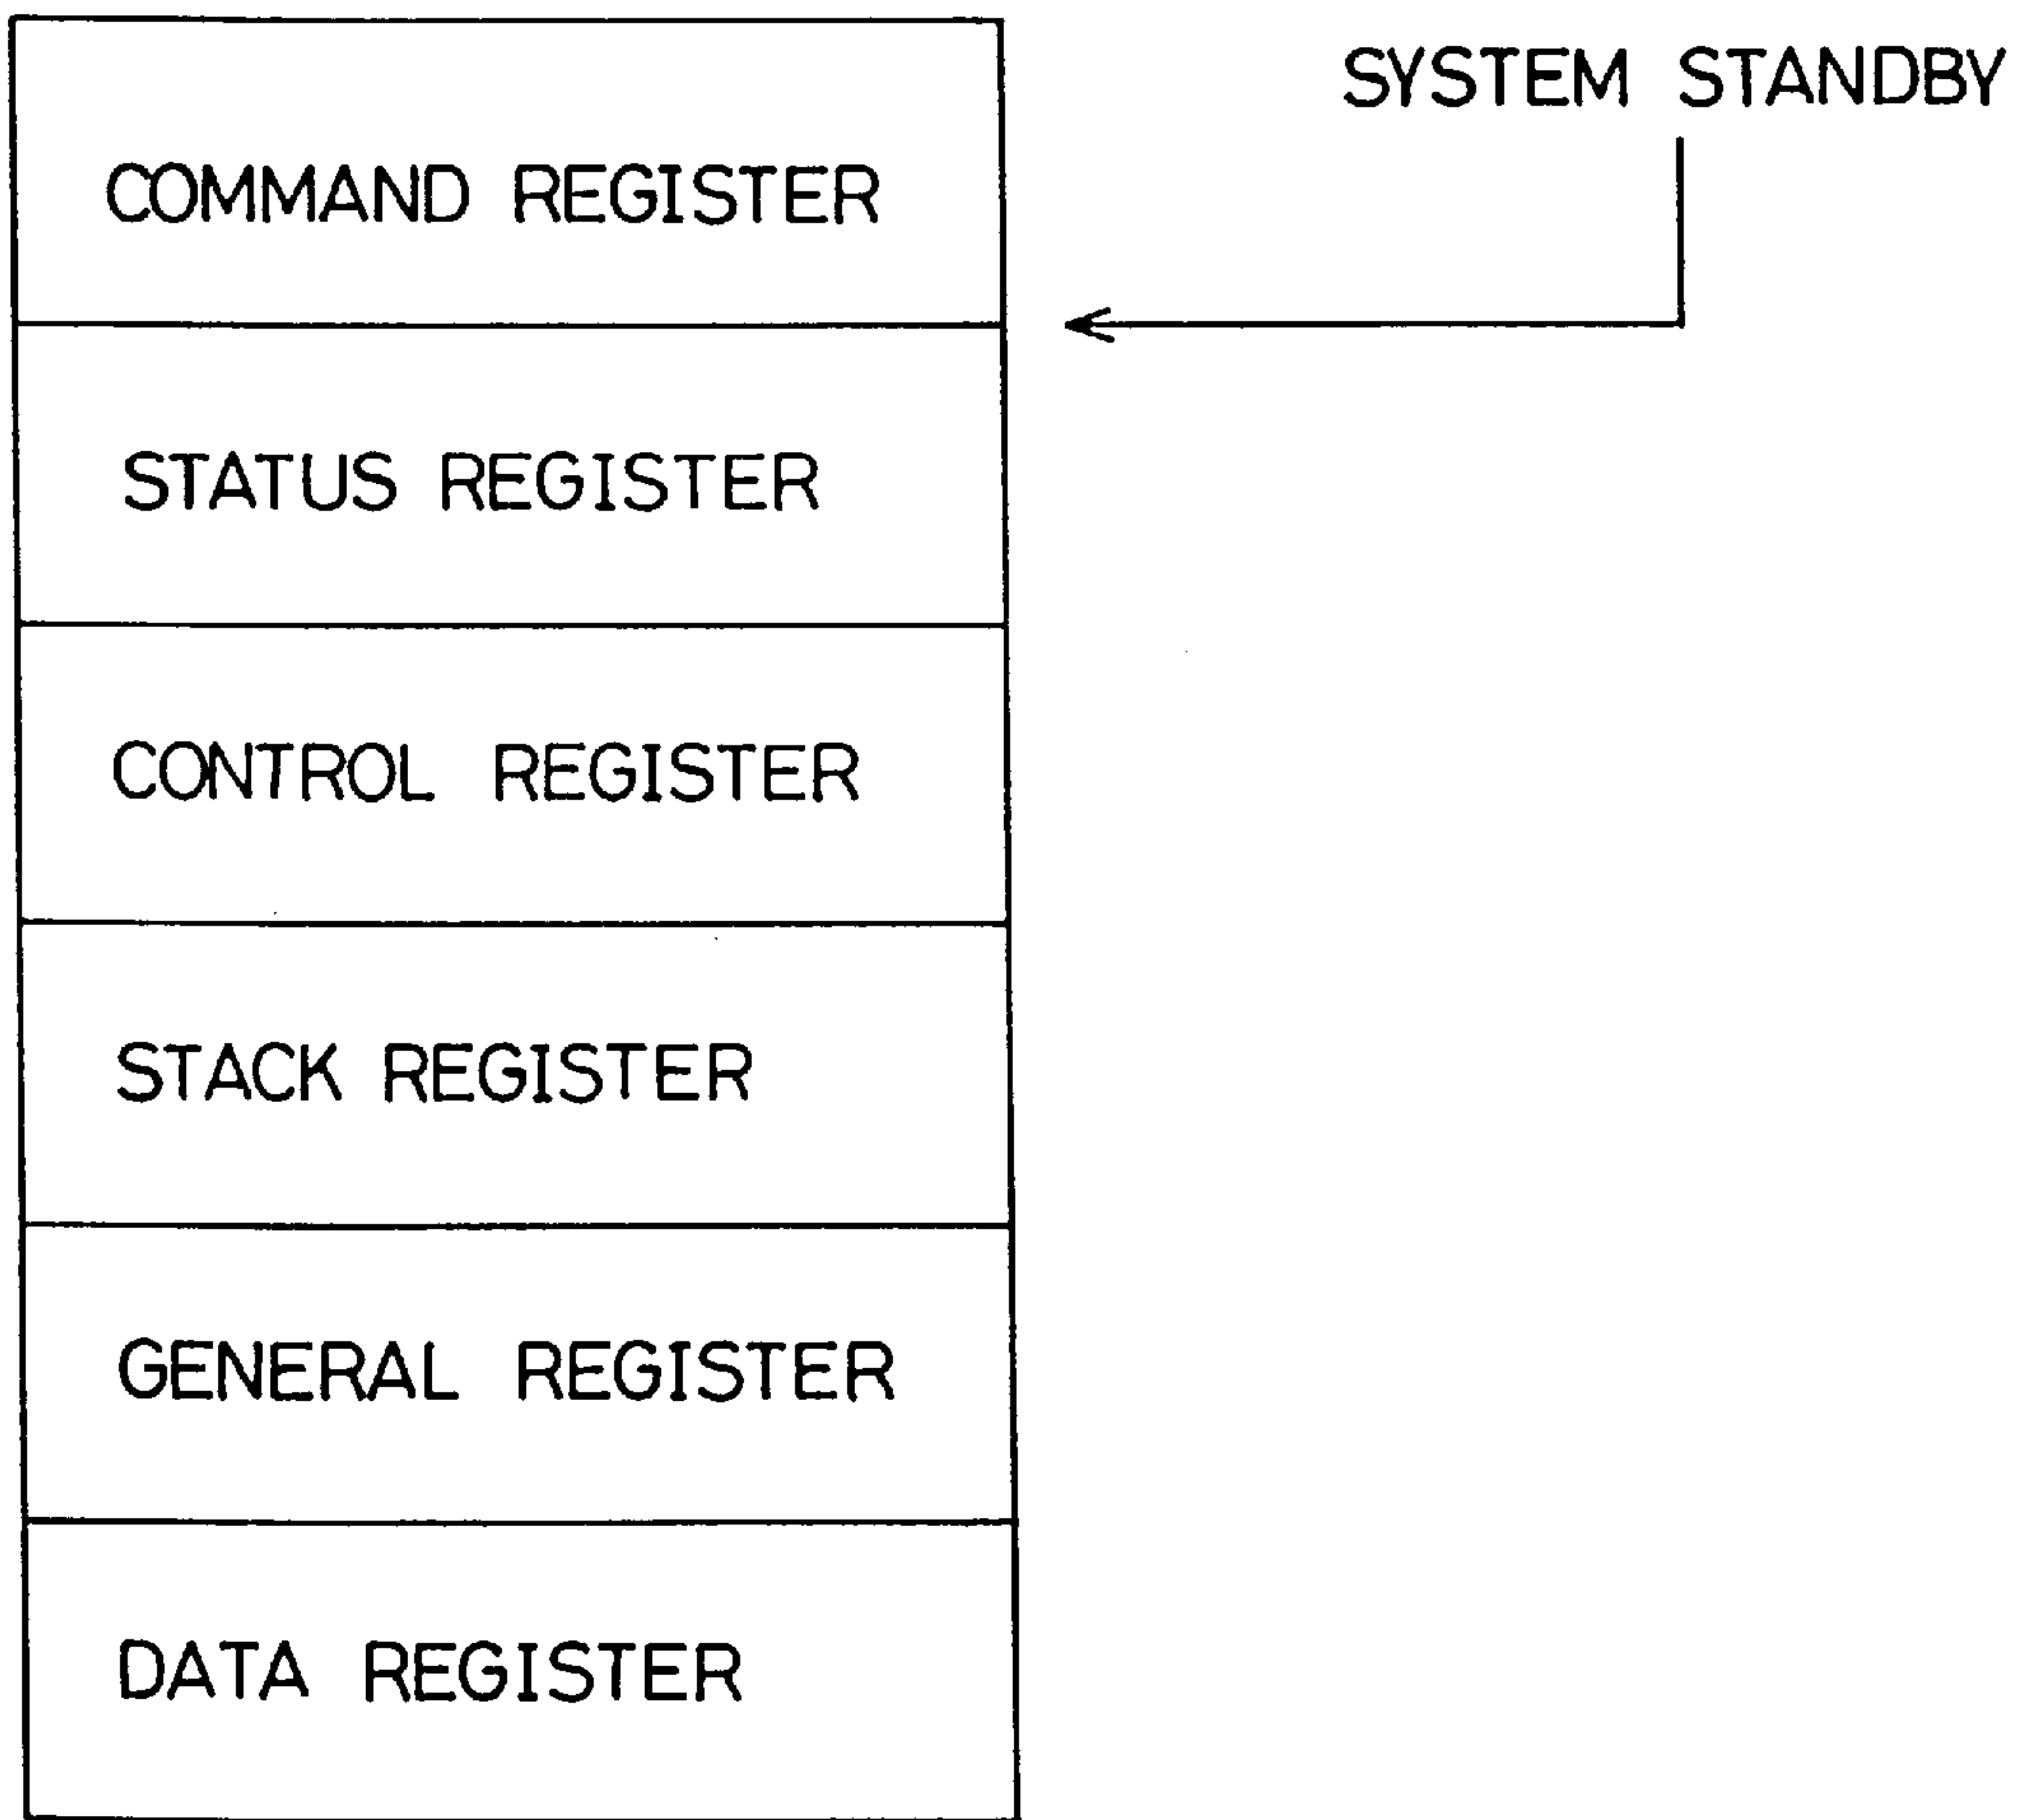 SYSTEM STANDBY
COMMAND REGISTER
STATUS REGISTER
CONTROL REGISTER
STACK REGISTER
GENERAL REGISTER
DATA REGISTER